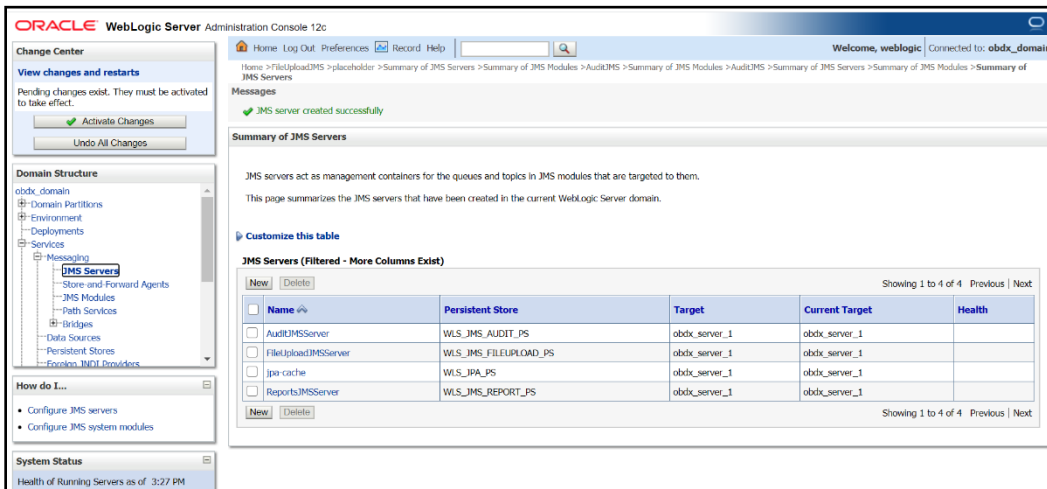 ORACLE WebLogic Server Administration Console 12c
Change Center
View changes and restarts
Pending changes exist. They must be activated
to take effect.
Activate Changes
Undo All Changes
Domain Structure
obdx_domain
Domain Partitions
Environment
Deployments
Services
Messaging
JMS Servers
Store-and-Forward Agents
JMS Modules
Path Services
Bridges
Data Sources
Persistent Stores
Foreign JNDI Providers
How do I...
Configure JMS servers
Configure JMS system modules
System Status
Health of Running Servers as of 3:27 PM
Home Log Out Preferences Record Help
Welcome, weblogic Connected to: obdx_domain
Home >FileUploadJMS >placeholder >Summary of JMS Servers >Summary of JMS Modules >AuditJMS >Summary of JMS Modules >AuditJMS >Summary of JMS Servers >Summary of JMS Modules >Summary of
JMS Servers
Messages
JMS server created successfully
Summary of JMS Servers
JMS servers act as management containers for the queues and topics in JMS modules that are targeted to them.
This page summarizes the JMS servers that have been created in the current WebLogic Server domain.
Customize this table
JMS Servers (Filtered - More Columns Exist)
New Delete Showing 1 to 4 of 4 Previous | Next
Name Persistent Store Target Current Target Health
AuditJMSServer WLS_JMS_AUDIT_PS obdx_server_1 obdx_server_1
FileUploadJMSServer WLS_JMS_FILEUPLOAD_PS obdx_server_1 obdx_server_1
jpa-cache WLS_JPA_PS obdx_server_1 obdx_server_1
ReportsJMSServer WLS_JMS_REPORT_PS obdx_server_1 obdx_server_1
New Delete Showing 1 to 4 of 4 Previous | Next